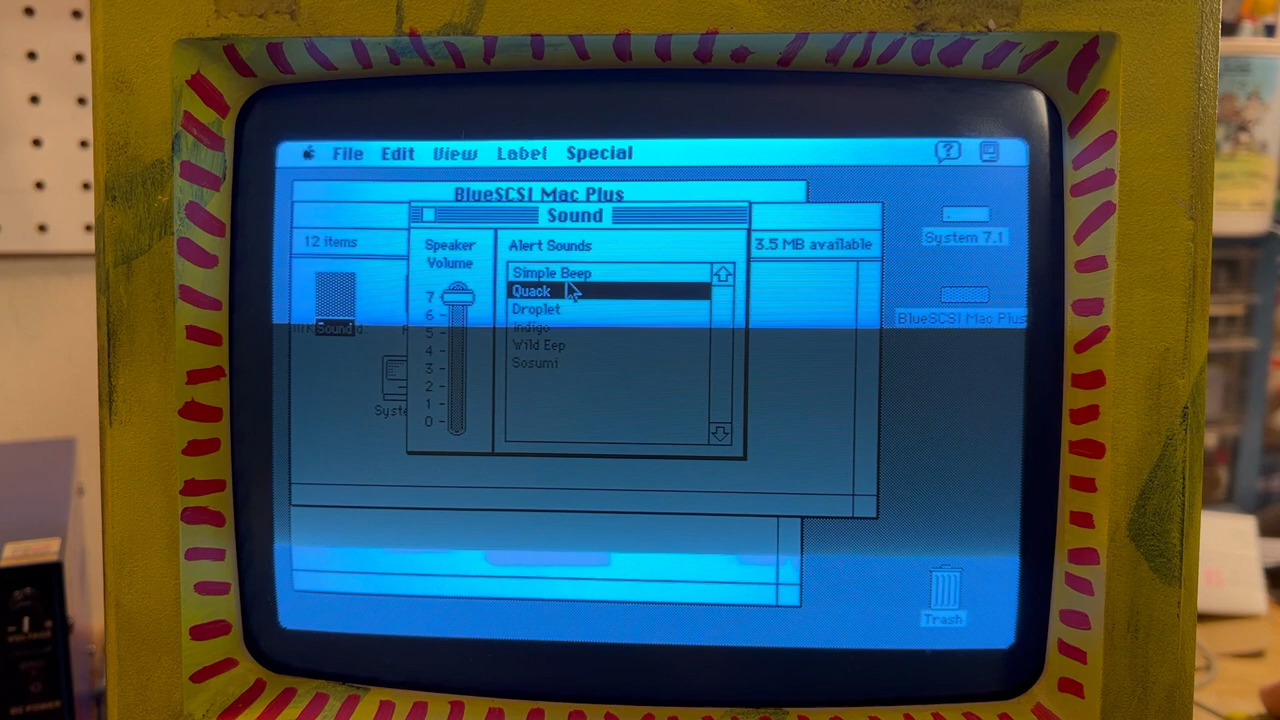 File Edit View Label Special
BlueSCSI Mac Plus
Sound
12 items
3.5 MB available
Speaker
Volume
7
6
5
4
3
2
1
0
Alert Sounds
Simple Beep
Quack
Droplet
Indigo
Wild Eep
Sosumi
Sound
Syste
System 7.1
BlueSCSI Mac Plus
Trash